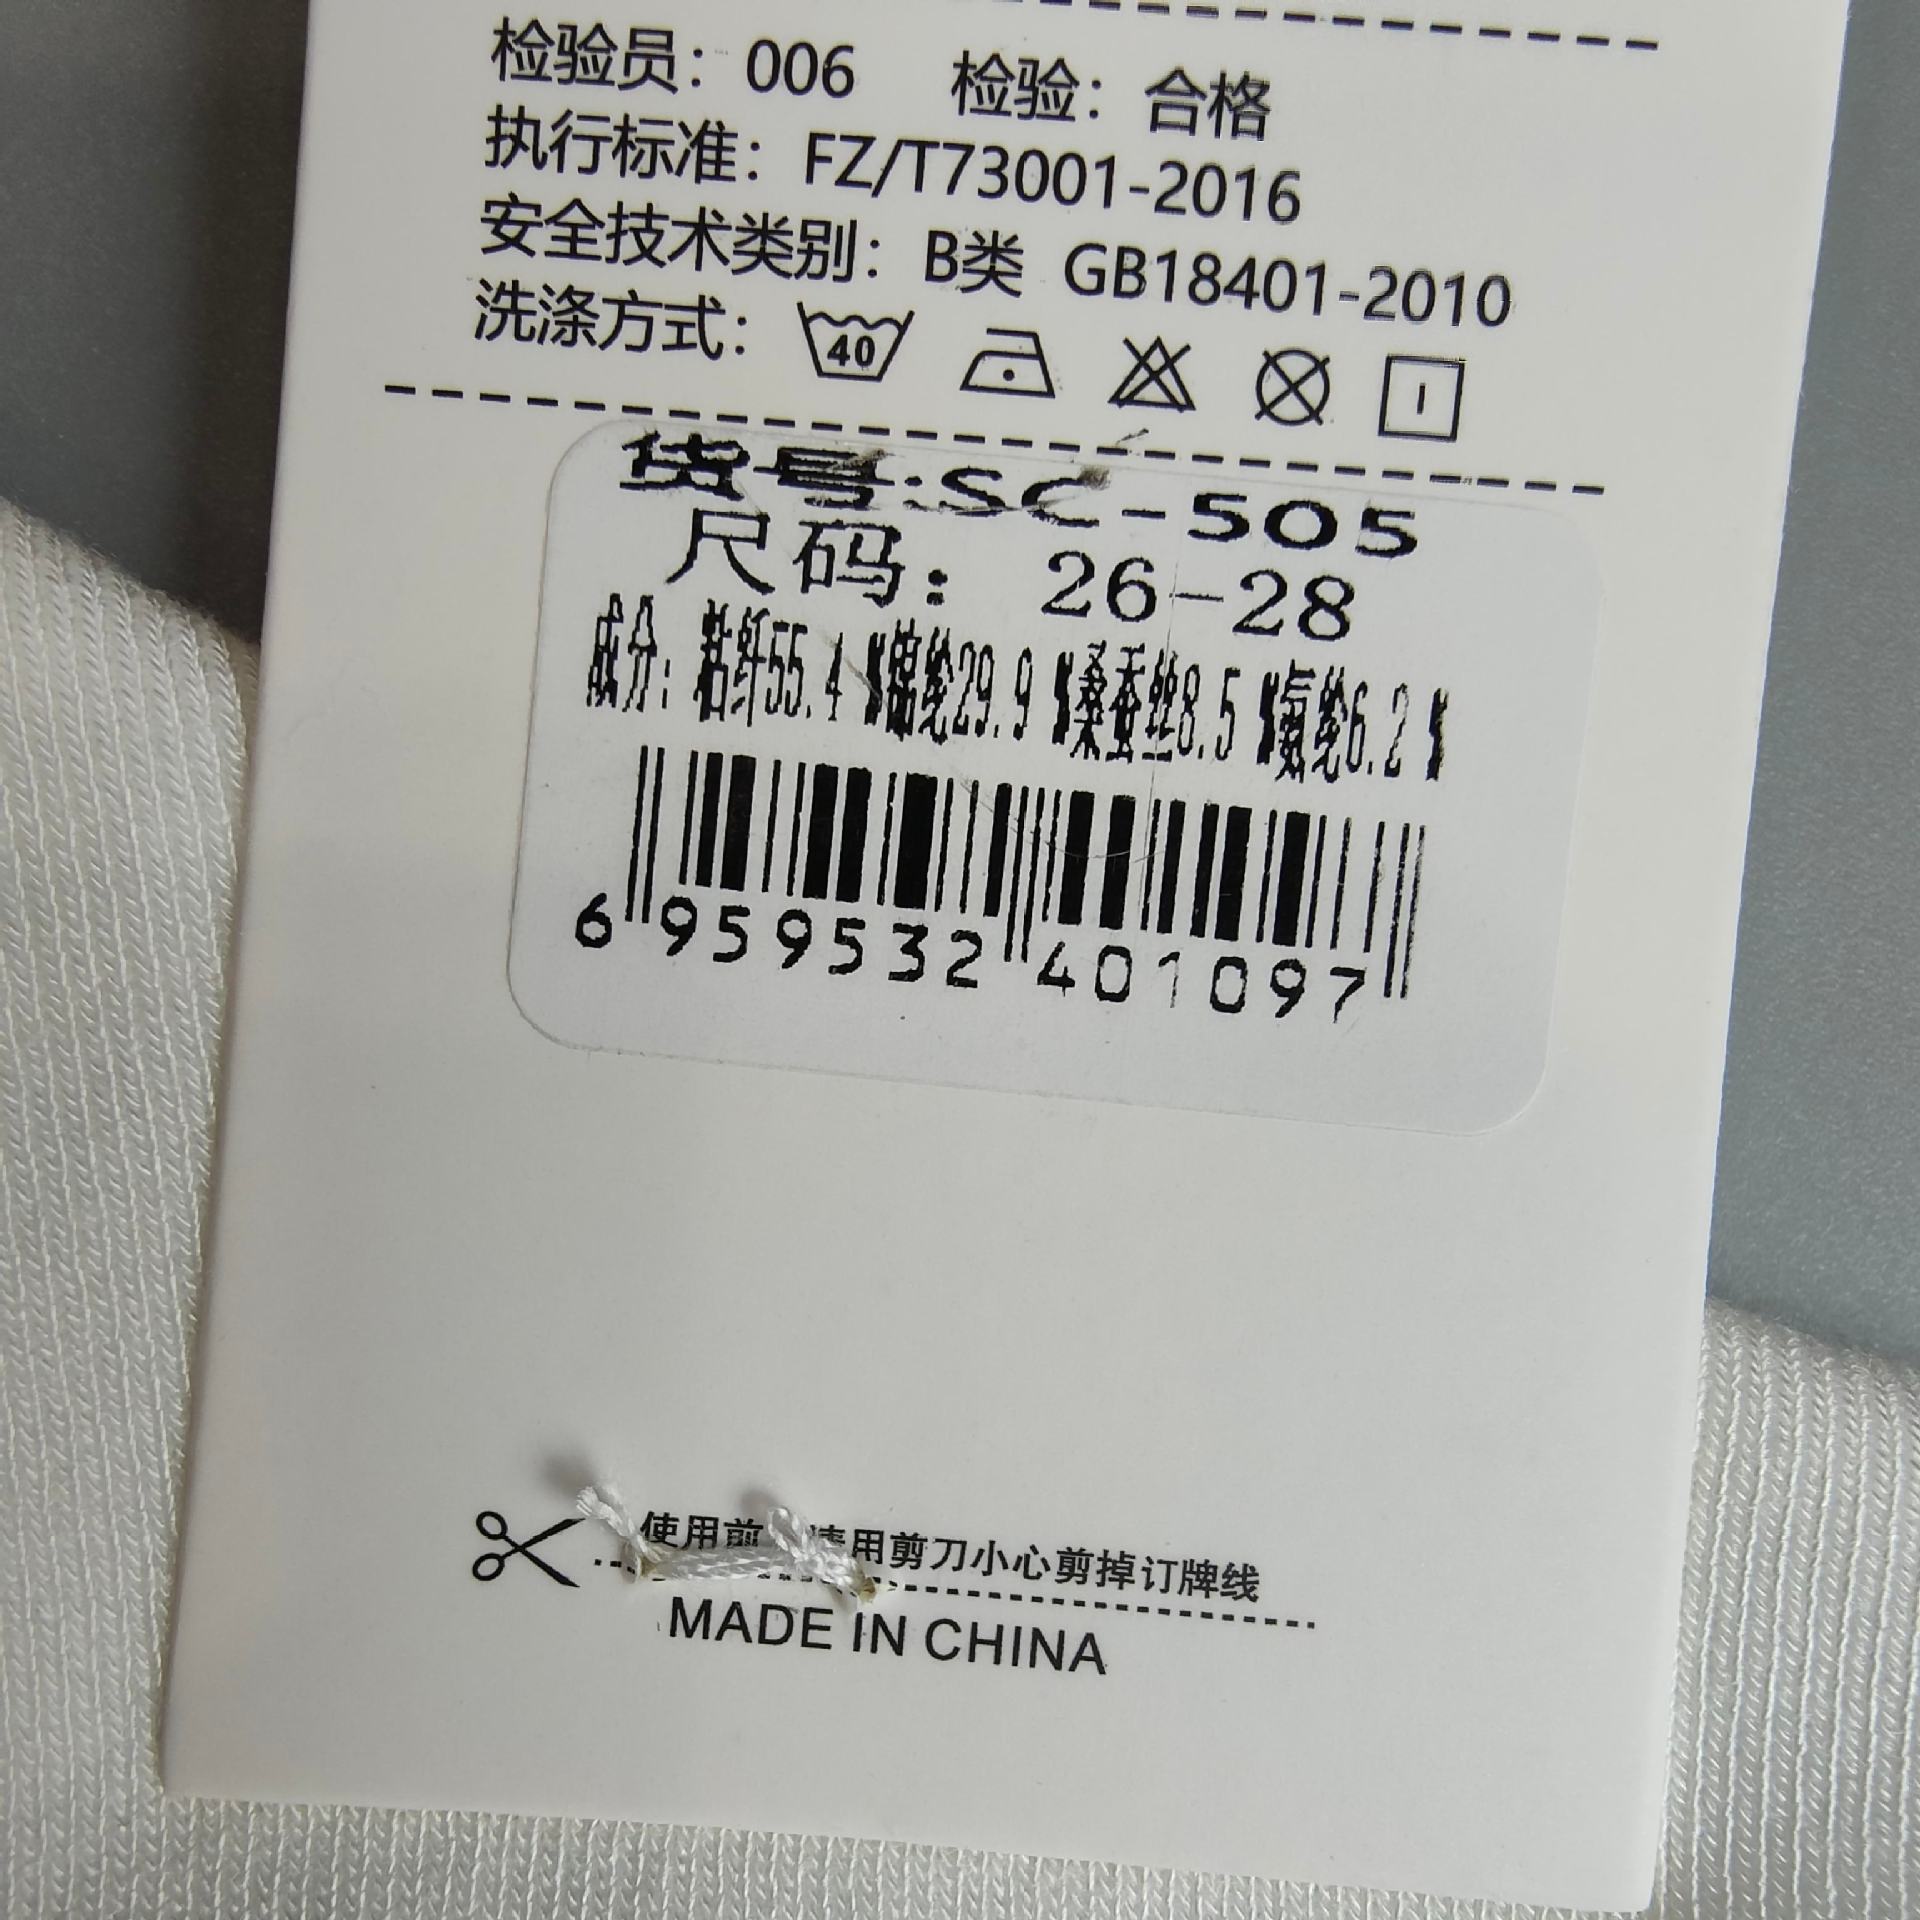 检验员：006 检验：合格
执行标准：FZ/T73001-2016
安全技术类别：B类 GB18401-2010
洗涤方式：
40
货号:SC-505
尺码：26-28
成分：粘纤55.4%锦纶29.9%桑蚕丝8.5%氨纶6.2%
6 959532 401097
使用前 请用剪刀小心剪掉订牌线
MADE IN CHINA